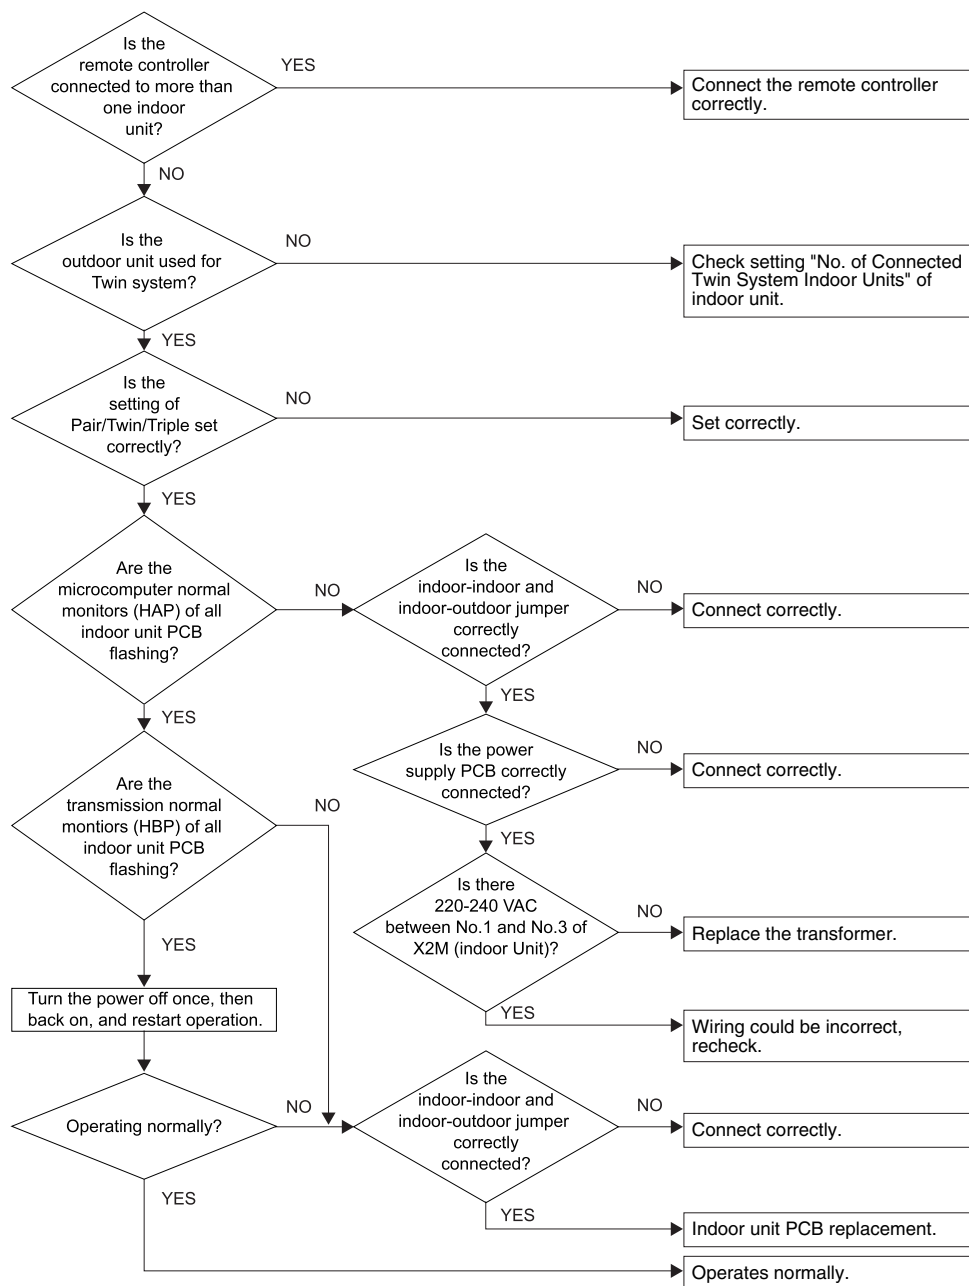 Is the
remote controller
connected to more than
one indoor
unit?
YES
Connect the remote controller
correctly.
NO
Is the
outdoor unit used for
Twin system?
NO
Check setting "No. of Connected
Twin System Indoor Units" of
indoor unit.
YES
Is the
setting of
Pair/Twin/Triple set
correctly?
NO
Set correctly.
YES
Are the
microcomputer normal
monitors (HAP) of all
indoor unit PCB
flashing?
NO
Is the
indoor-indoor and
indoor-outdoor jumper
correctly
connected?
NO
Connect correctly.
YES
YES
Is the power
supply PCB correctly
connected?
NO
Connect correctly.
Are the
transmission normal
montiors (HBP) of all
indoor unit PCB
flashing?
NO
YES
Is there
220-240 VAC
between No.1 and No.3 of
X2M (indoor Unit)?
NO
Replace the transformer.
YES
YES
Wiring could be incorrect,
recheck.
Turn the power off once, then
back on, and restart operation.
Operating normally?
NO
Is the
indoor-indoor and
indoor-outdoor jumper
correctly
connected?
NO
Connect correctly.
YES
YES
Indoor unit PCB replacement.
Operates normally.